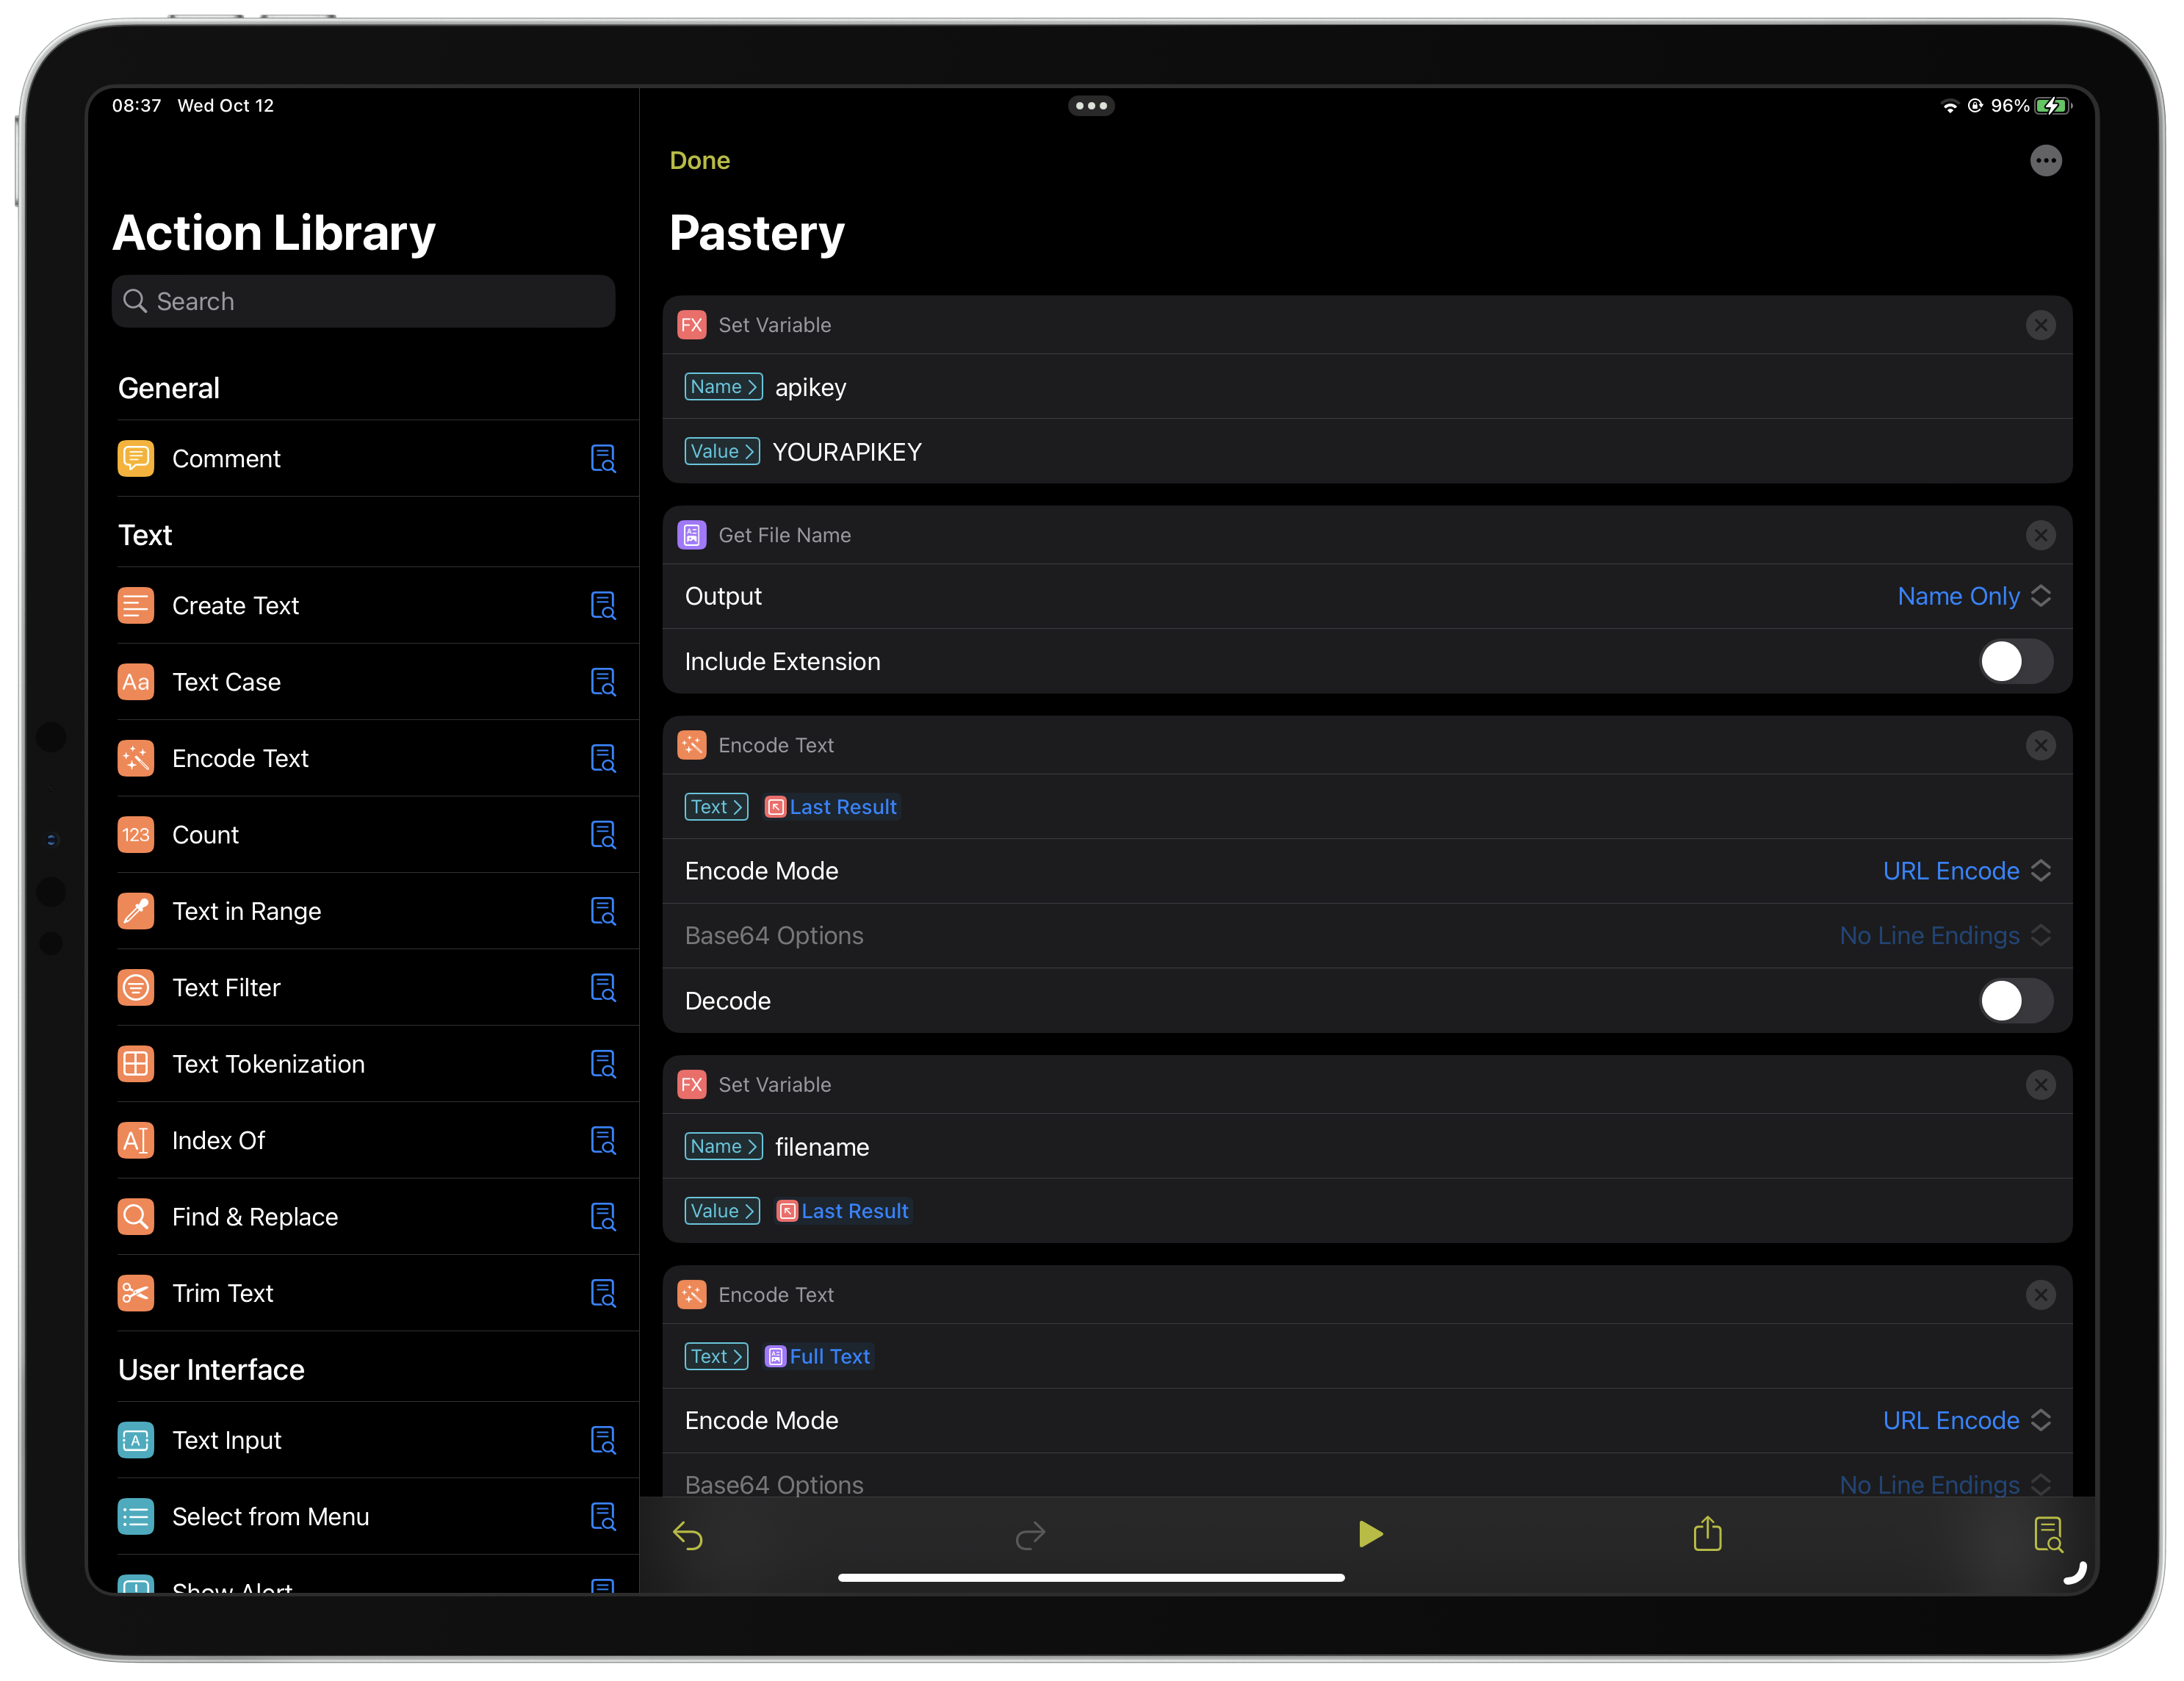 08:37 Wed Oct 12
96%
Action Library
Search
General
Comment
Text
Create Text
Aa Text Case
Encode Text
123 Count
Text in Range
Text Filter
Text Tokenization
A Index Of
Find & Replace
Trim Text
User Interface
A Text Input
Select from Menu
Show Alert
Done
Pastery
FX Set Variable
Name apikey
Value YOURAPIKEY
Get File Name
Output Name Only
Include Extension
Encode Text
Text Last Result
Encode Mode URL Encode
Base64 Options No Line Endings
Decode
FX Set Variable
Name filename
Value Last Result
Encode Text
Text Full Text
Encode Mode URL Encode
Base64 Options No Line Endings